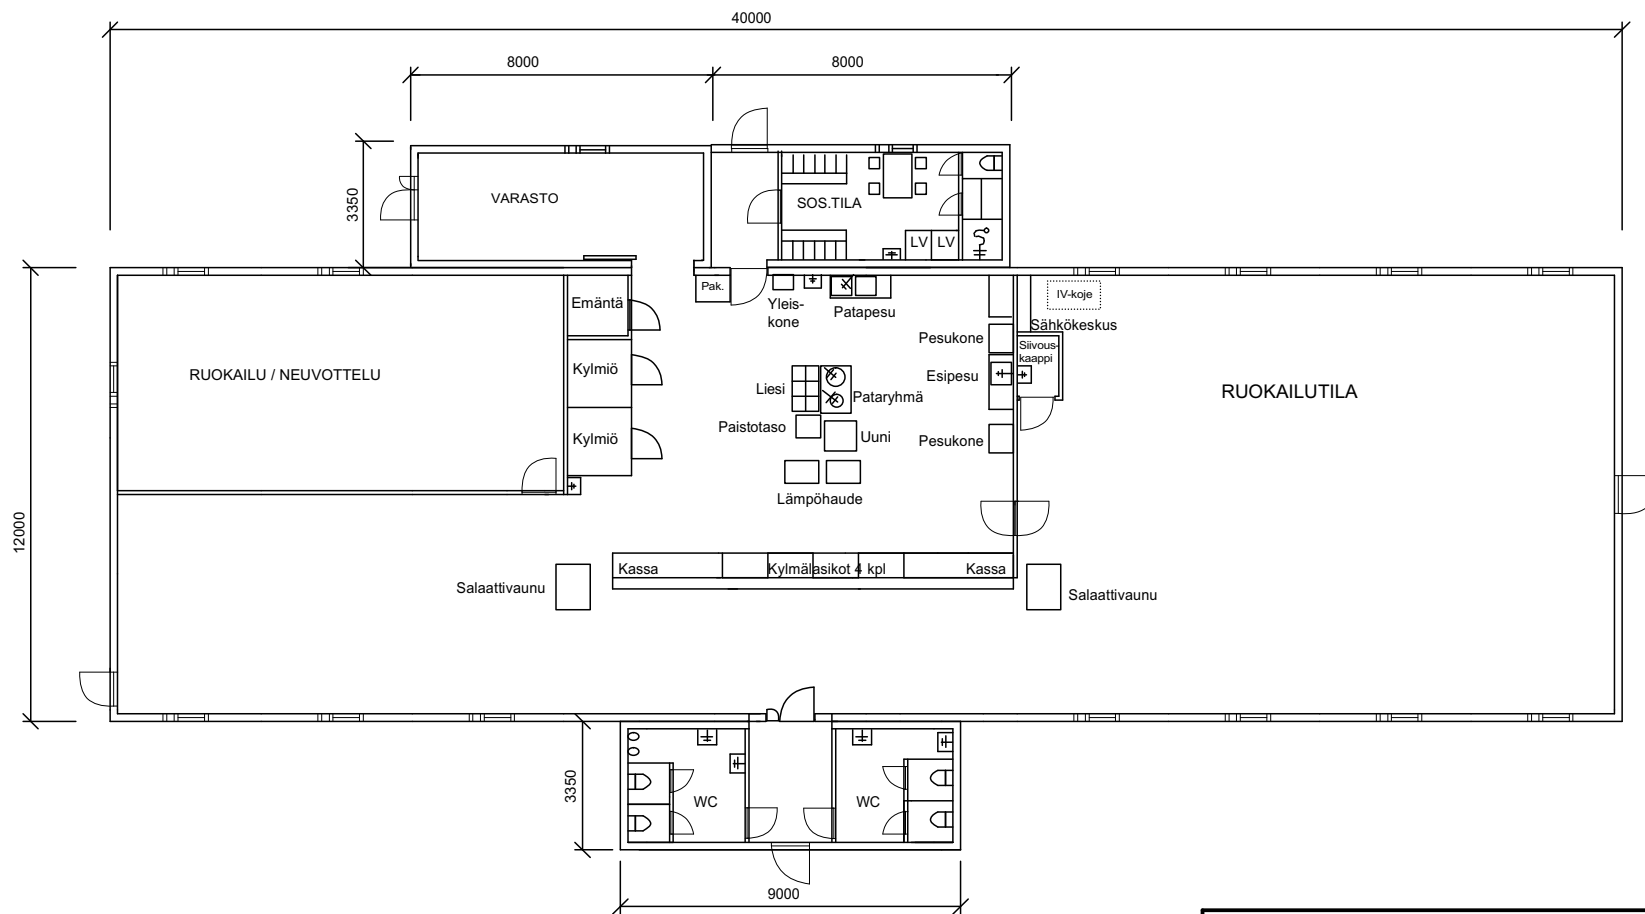 40000
8000
8000
3350
VARASTO
SOS.TILA
LV
LV
Pak.
Emäntä
Yleis-
kone
Patapesu
IV-koje
Sähkökeskus
Pesukone
Siivous-
kaappi
Kylmiö
RUOKAILU / NEUVOTTELU
Liesi
Pataryhmä
Esipesu
RUOKAILUTILA
Paistotaso
Uuni
Kylmiö
Pesukone
Lämpöhaude
12000
Kassa
Kylmälasikot 4 kpl
Kassa
Salaattivaunu
Salaattivaunu
3350
WC
WC
9000